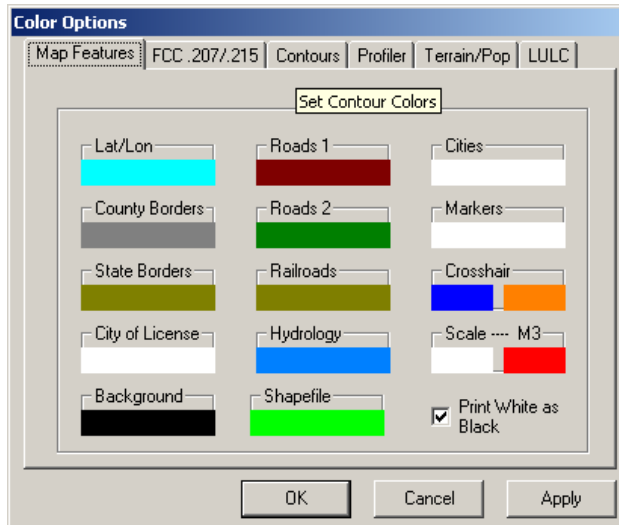 Color Options
Map Features FCC .207/.215 Contours Profiler Terrain/Pop LULC
Set Contour Colors
Lat/Lon Roads 1 Cities
County Borders Roads 2 Markers
State Borders Railroads Crosshair
City of License Hydrology Scale ---- M3
Background Shapefile Print White as
Black
OK Cancel Apply